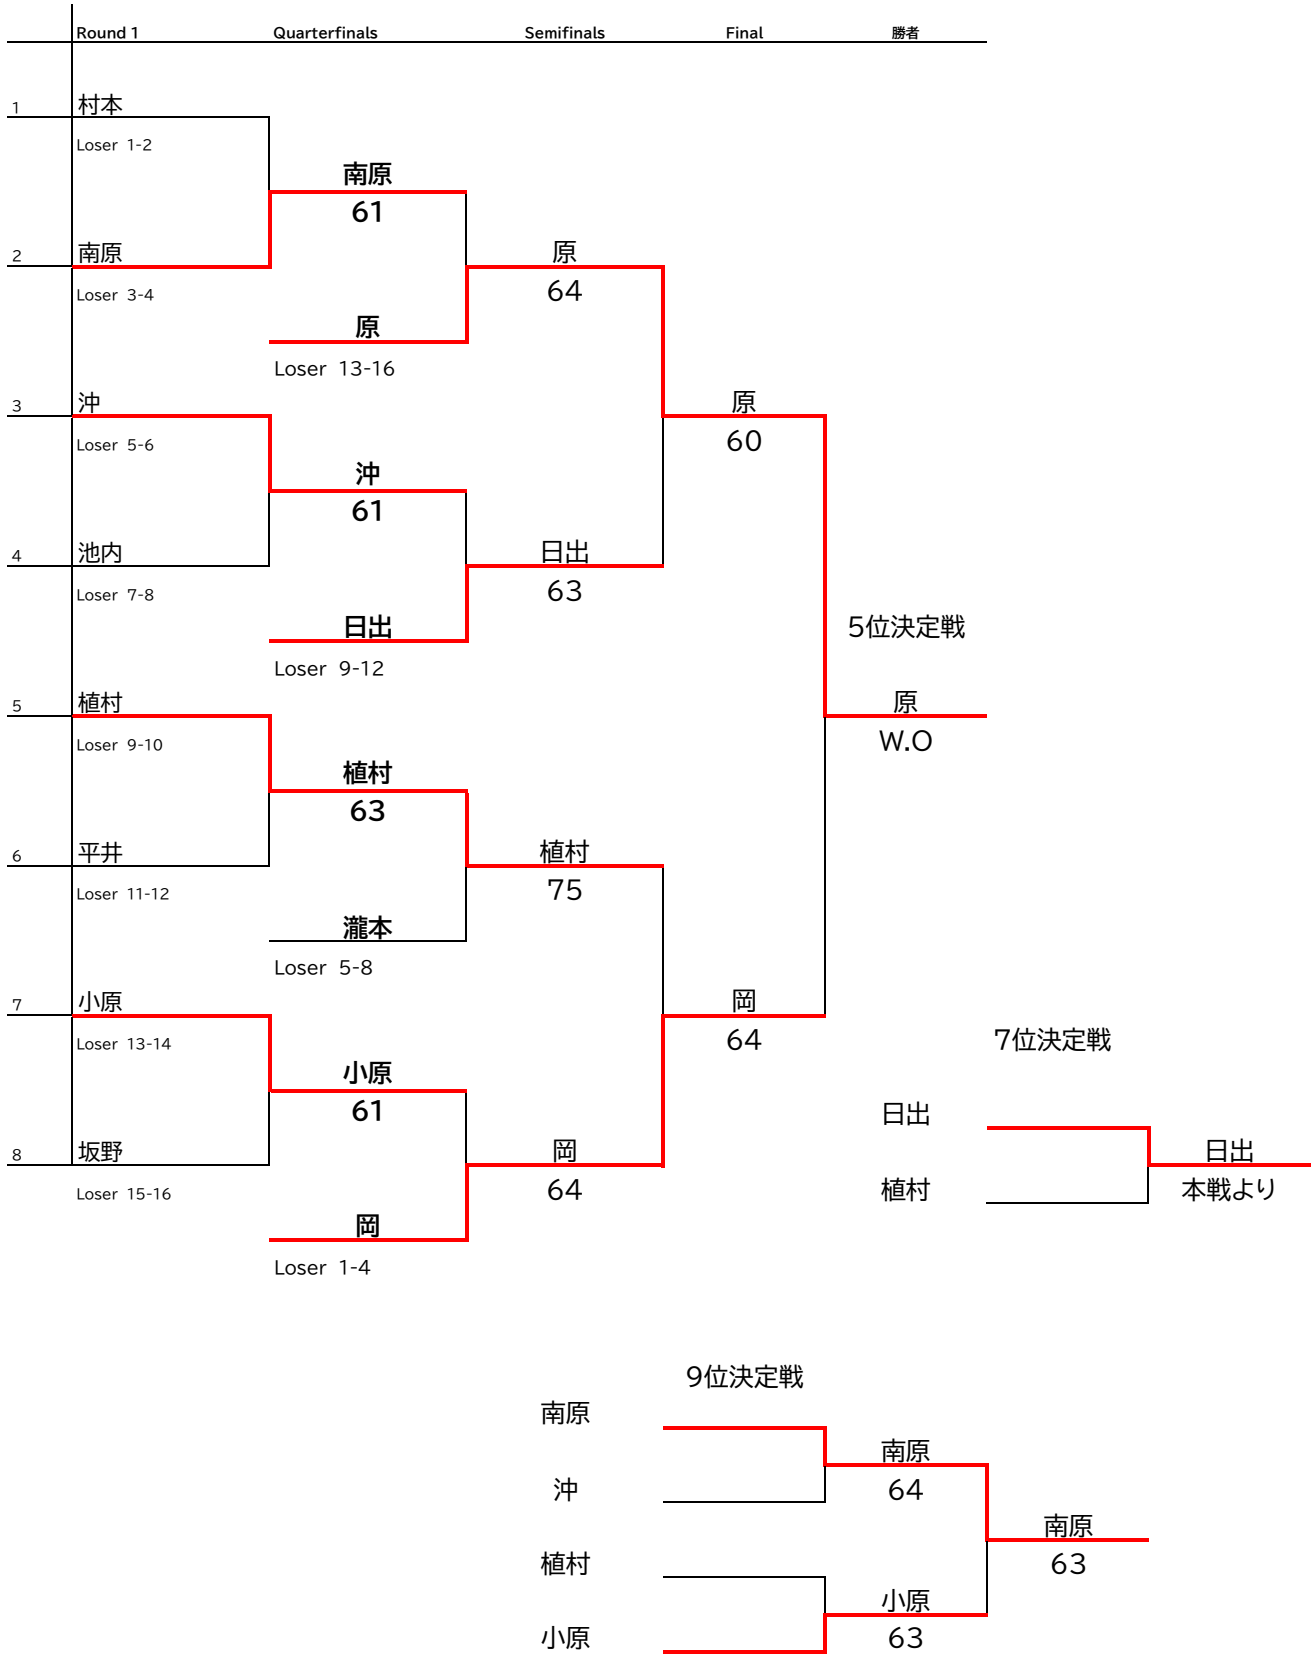 Round 1 Quarterfinals Semifinals Final 勝者
1 村本
Loser 1-2
南原
61
2 南原
原
64
Loser 3-4
原
Loser 13-16
3 沖
原
60
Loser 5-6
沖
61
4 池内
日出
63
Loser 7-8
日出
5位決定戦
Loser 9-12
5 植村
原
W.O
Loser 9-10
植村
63
6 平井
植村
75
Loser 11-12
瀧本
Loser 5-8
7 小原
岡
64
7位決定戦
Loser 13-14
小原
61
日出
8 坂野
岡
日出
64
植村
本戦より
Loser 15-16
岡
Loser 1-4
9位決定戦
南原
南原
64
沖
南原
63
植村
小原
63
小原